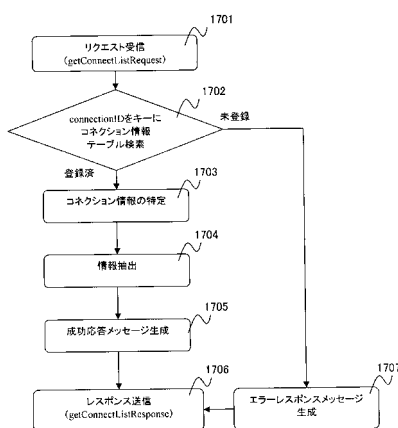 1701
リクエスト受信
(getConnectListRequest)
1702
connectionIDをキーに
コネクション情報
テーブル検索
未登録
登録済
1703
コネクション情報の特定
1704
情報抽出
1705
成功応答メッセージ生成
1706
レスポンス送信
(getConnectListResponse)
1707
エラーレスポンスメッセージ
生成